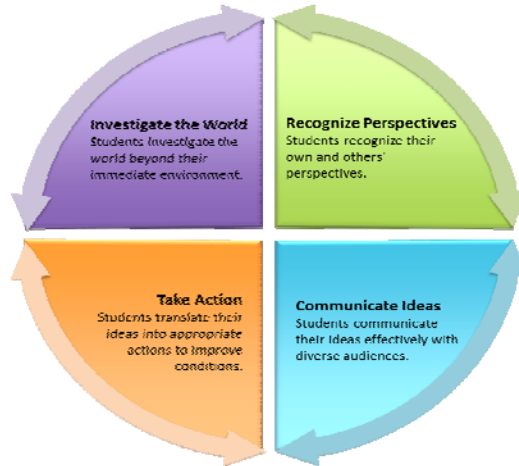 Investigate the World
Students investigate the
world beyond their
immediate environment.
Recognize Perspectives
Students recognize their
own and others'
perspectives.
Take Action
Students translate their
ideas into appropriate
actions to improve
conditions.
Communicate Ideas
Students communicate
their ideas effectively with
diverse audiences.